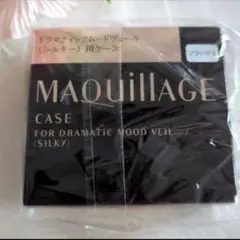 ドラマティックムードヴェール
(シルキー) 用ケース
MAQuillAGE
CASE
FOR DRAMATIC MOOD VEIL
(SILKY)